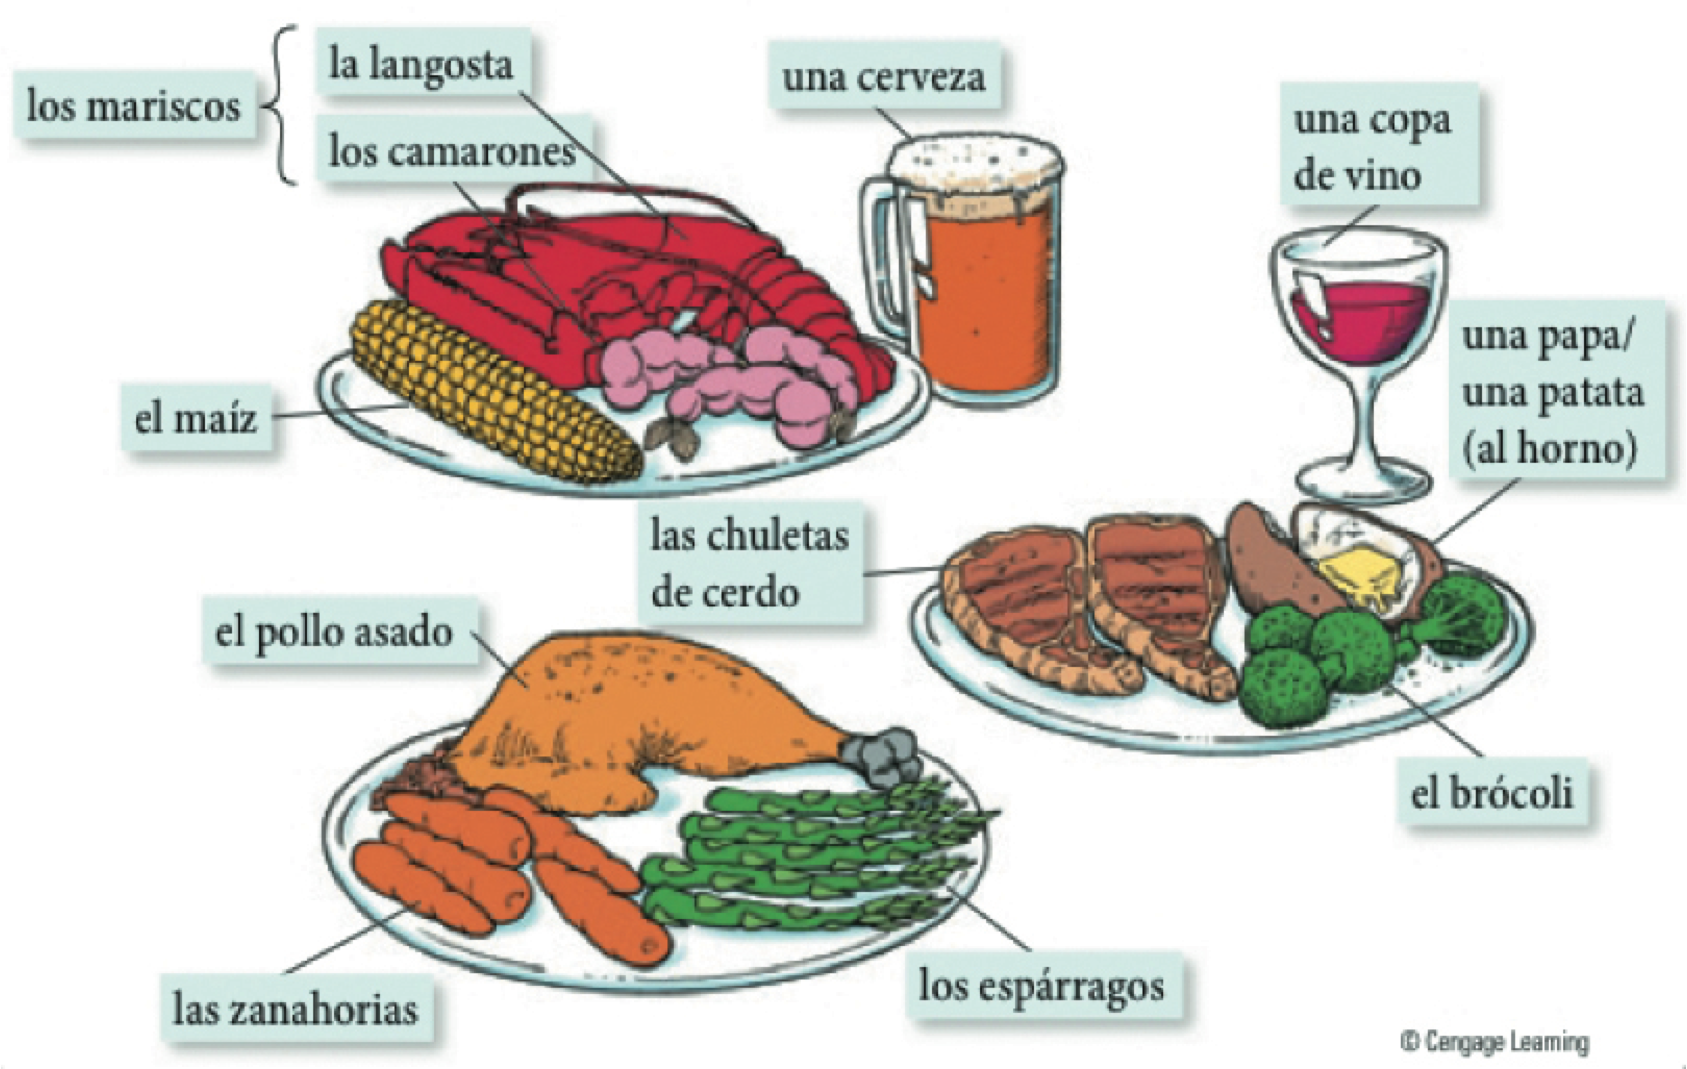 los mariscos
la langosta
los camarones
una cerveza
una copa
de vino
el maíz
una papa/
una patata
(al horno)
las chuletas
de cerdo
el pollo asado
el brócoli
las zanahorias
los espárragos
© Cengage Learning